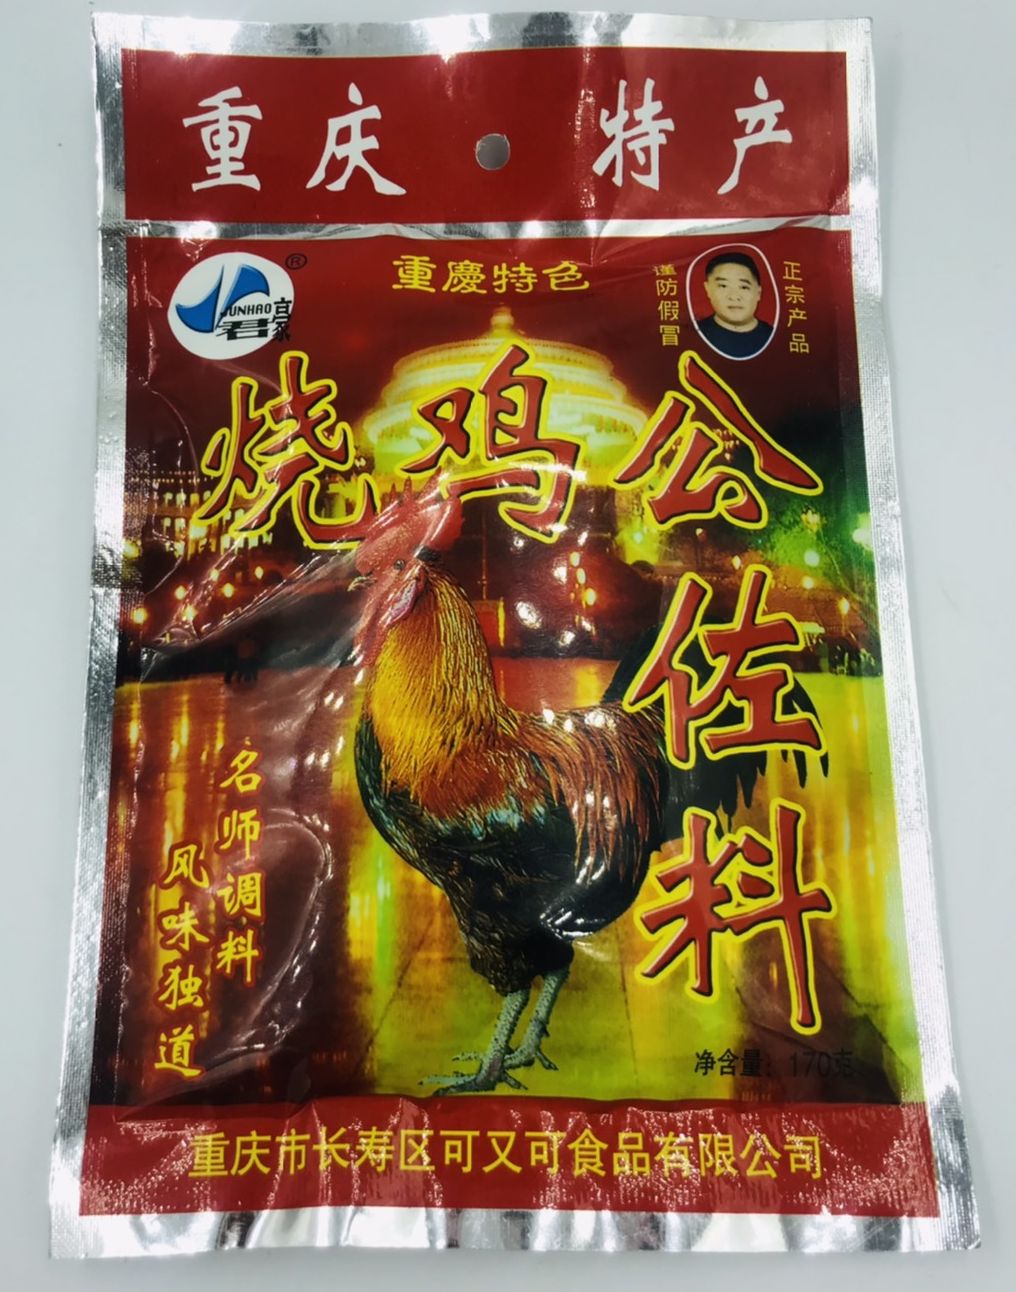 重庆特产
重慶特色
谨防假冒
正宗产品
®
JUNHAO
君豪
烧鸡公
佐料
名师调料
风味独道
净含量：170克
重庆市长寿区可又可食品有限公司